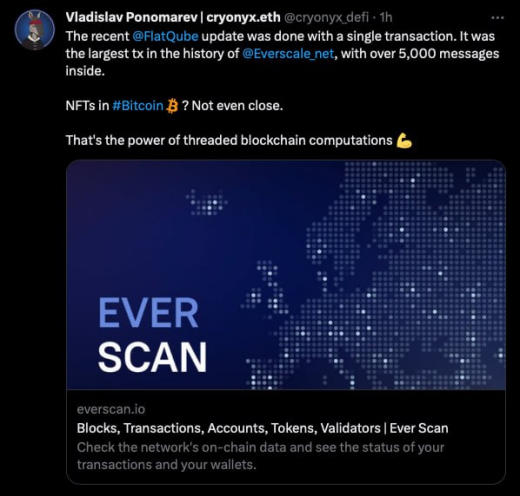 Vladislav Ponomarev | cryonyx.eth @cryonyx_defi · 1h
The recent @FlatQube update was done with a single transaction. It was
the largest tx in the history of @Everscale_net, with over 5,000 messages
inside.
NFTs in #Bitcoin ? Not even close.
That's the power of threaded blockchain computations 💪
EVER
SCAN
everscan.io
Blocks, Transactions, Accounts, Tokens, Validators | Ever Scan
Check the network's on-chain data and see the status of your
transactions and your wallets.